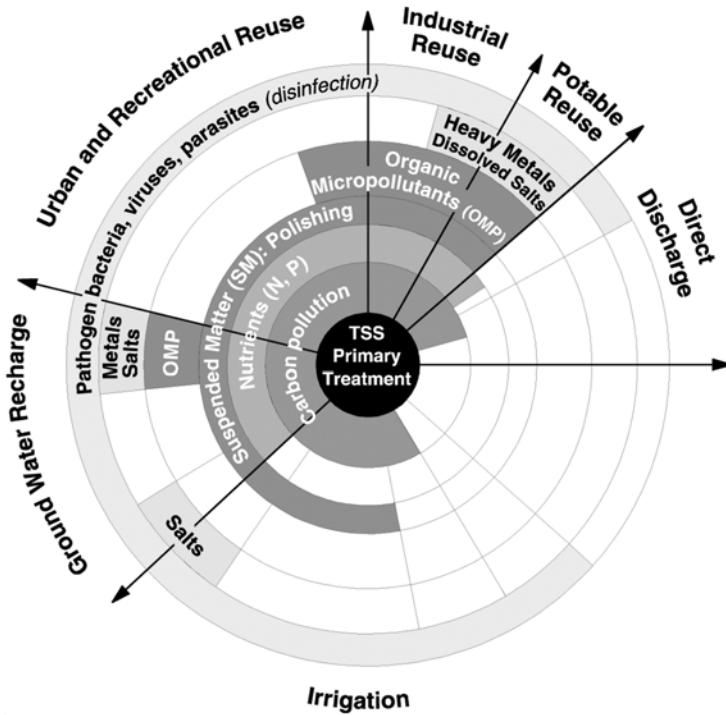 Urban and Recreational Reuse
Industrial
Reuse
Potable
Reuse
Direct
Discharge
Pathogen bacteria, viruses, parasites (disinfection)
Heavy Metals
Dissolved Salts
Organic
Micropollutants (OMP)
Suspended Matter (SM): Polishing
Nutrients (N, P)
Carbon pollution
TSS
Primary
Treatment
Metals
Salts
OMP
Ground Water Recharge
Salts
Irrigation